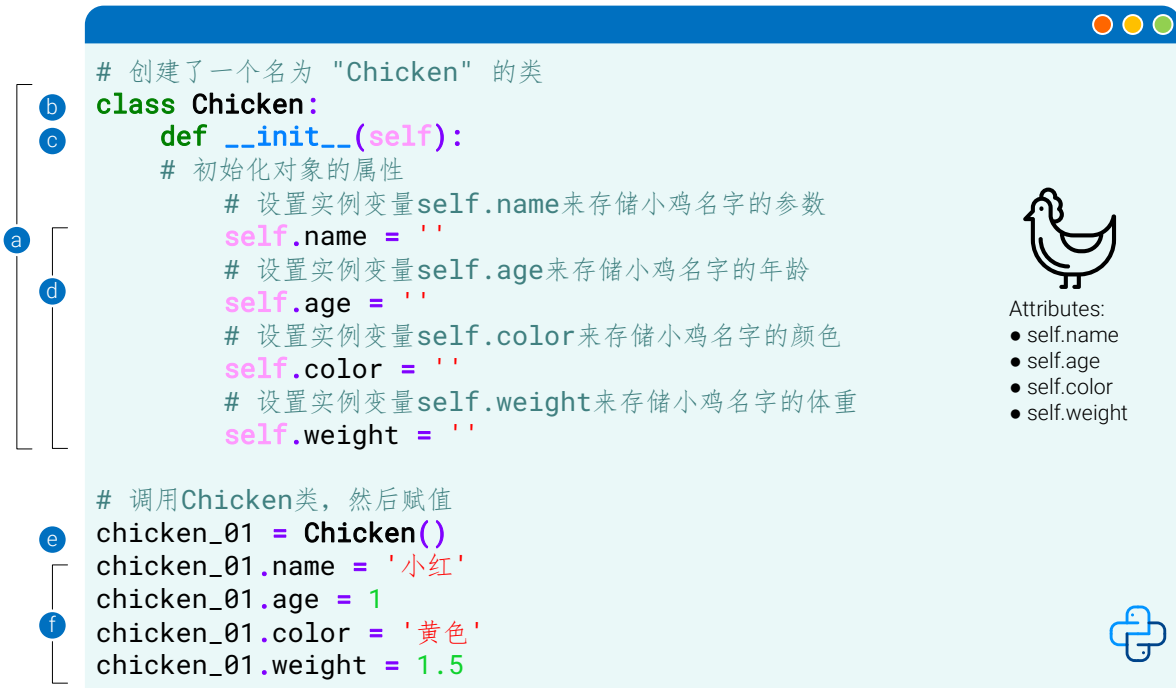 # 创建了一个名为 "Chicken" 的类
b class Chicken:
c def __init__(self):
# 初始化对象的属性
# 设置实例变量self.name来存储小鸡名字的参数
a self.name = ''
# 设置实例变量self.age来存储小鸡名字的年龄
d self.age = ''
# 设置实例变量self.color来存储小鸡名字的颜色
self.color = ''
# 设置实例变量self.weight来存储小鸡名字的体重
self.weight = ''
Attributes:
● self.name
● self.age
● self.color
● self.weight
# 调用Chicken类，然后赋值
e chicken_01 = Chicken()
chicken_01.name = '小红'
chicken_01.age = 1
f chicken_01.color = '黄色'
chicken_01.weight = 1.5